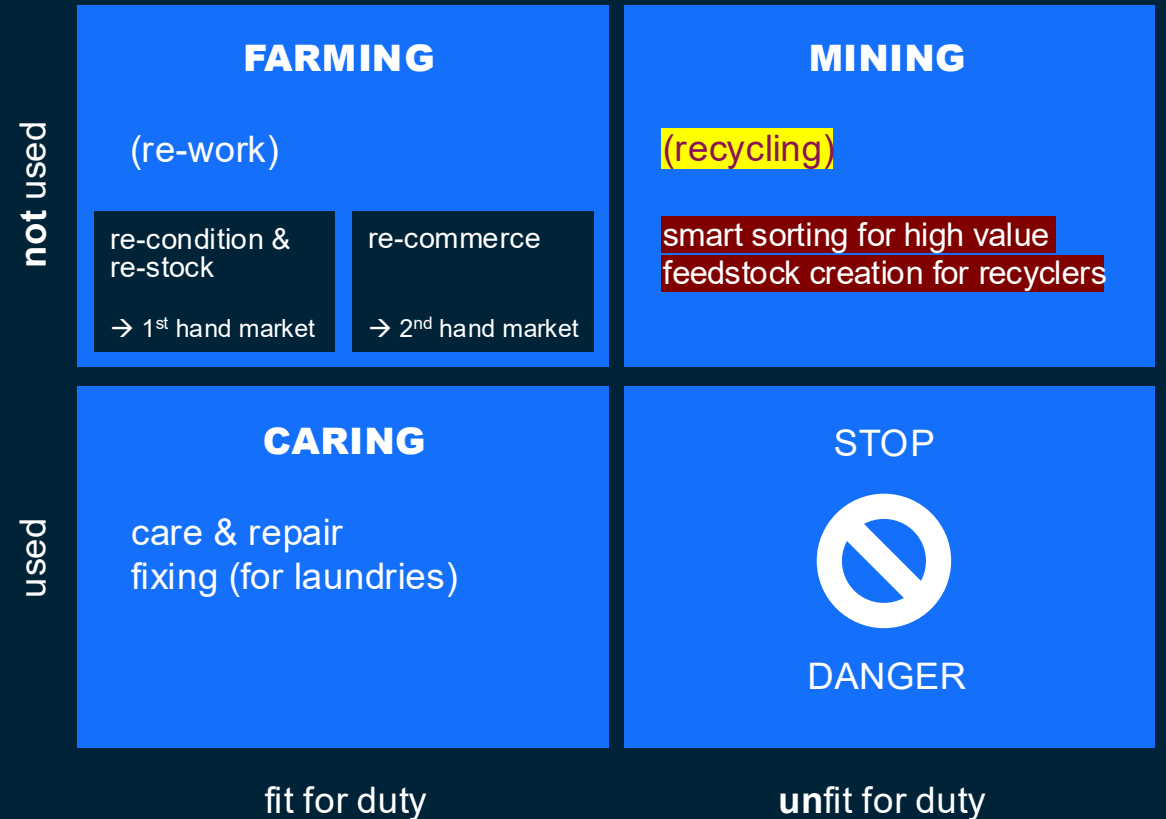 FARMING
(re-work)
re-condition &
re-stock
→ 1st hand market
re-commerce
→ 2nd hand market
MINING
(recycling)
smart sorting for high value
feedstock creation for recyclers
not used
CARING
care & repair
fixing (for laundries)
STOP
DANGER
used
fit for duty
unfit for duty